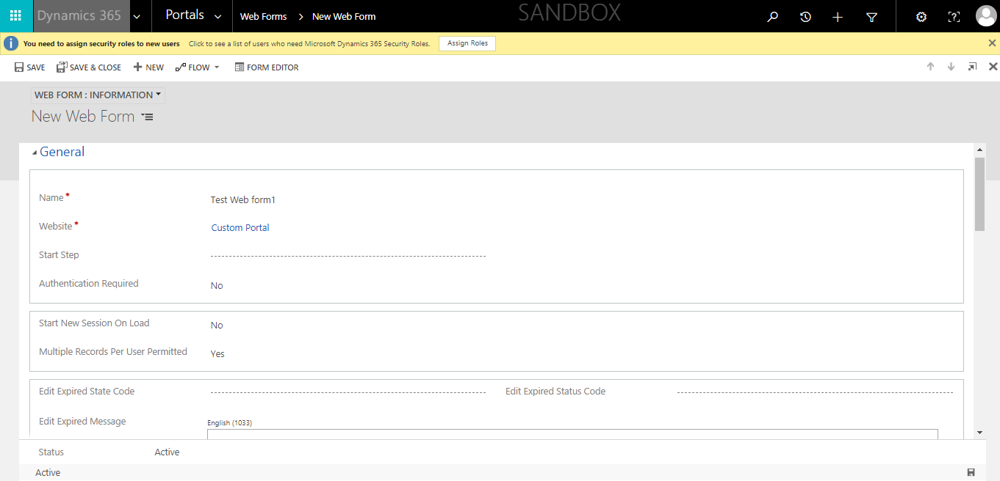 Dynamics 365 Portals Web Forms > New Web Form SANDBOX
You need to assign security roles to new users Click to see a list of users who need Microsoft Dynamics 365 Security Roles. Assign Roles
SAVE SAVE & CLOSE NEW FLOW FORM EDITOR
WEB FORM : INFORMATION
New Web Form
General
Name * Test Web form1
Website * Custom Portal
Start Step
Authentication Required No
Start New Session On Load No
Multiple Records Per User Permitted Yes
Edit Expired State Code Edit Expired Status Code
Edit Expired Message English (1033)
Status Active
Active